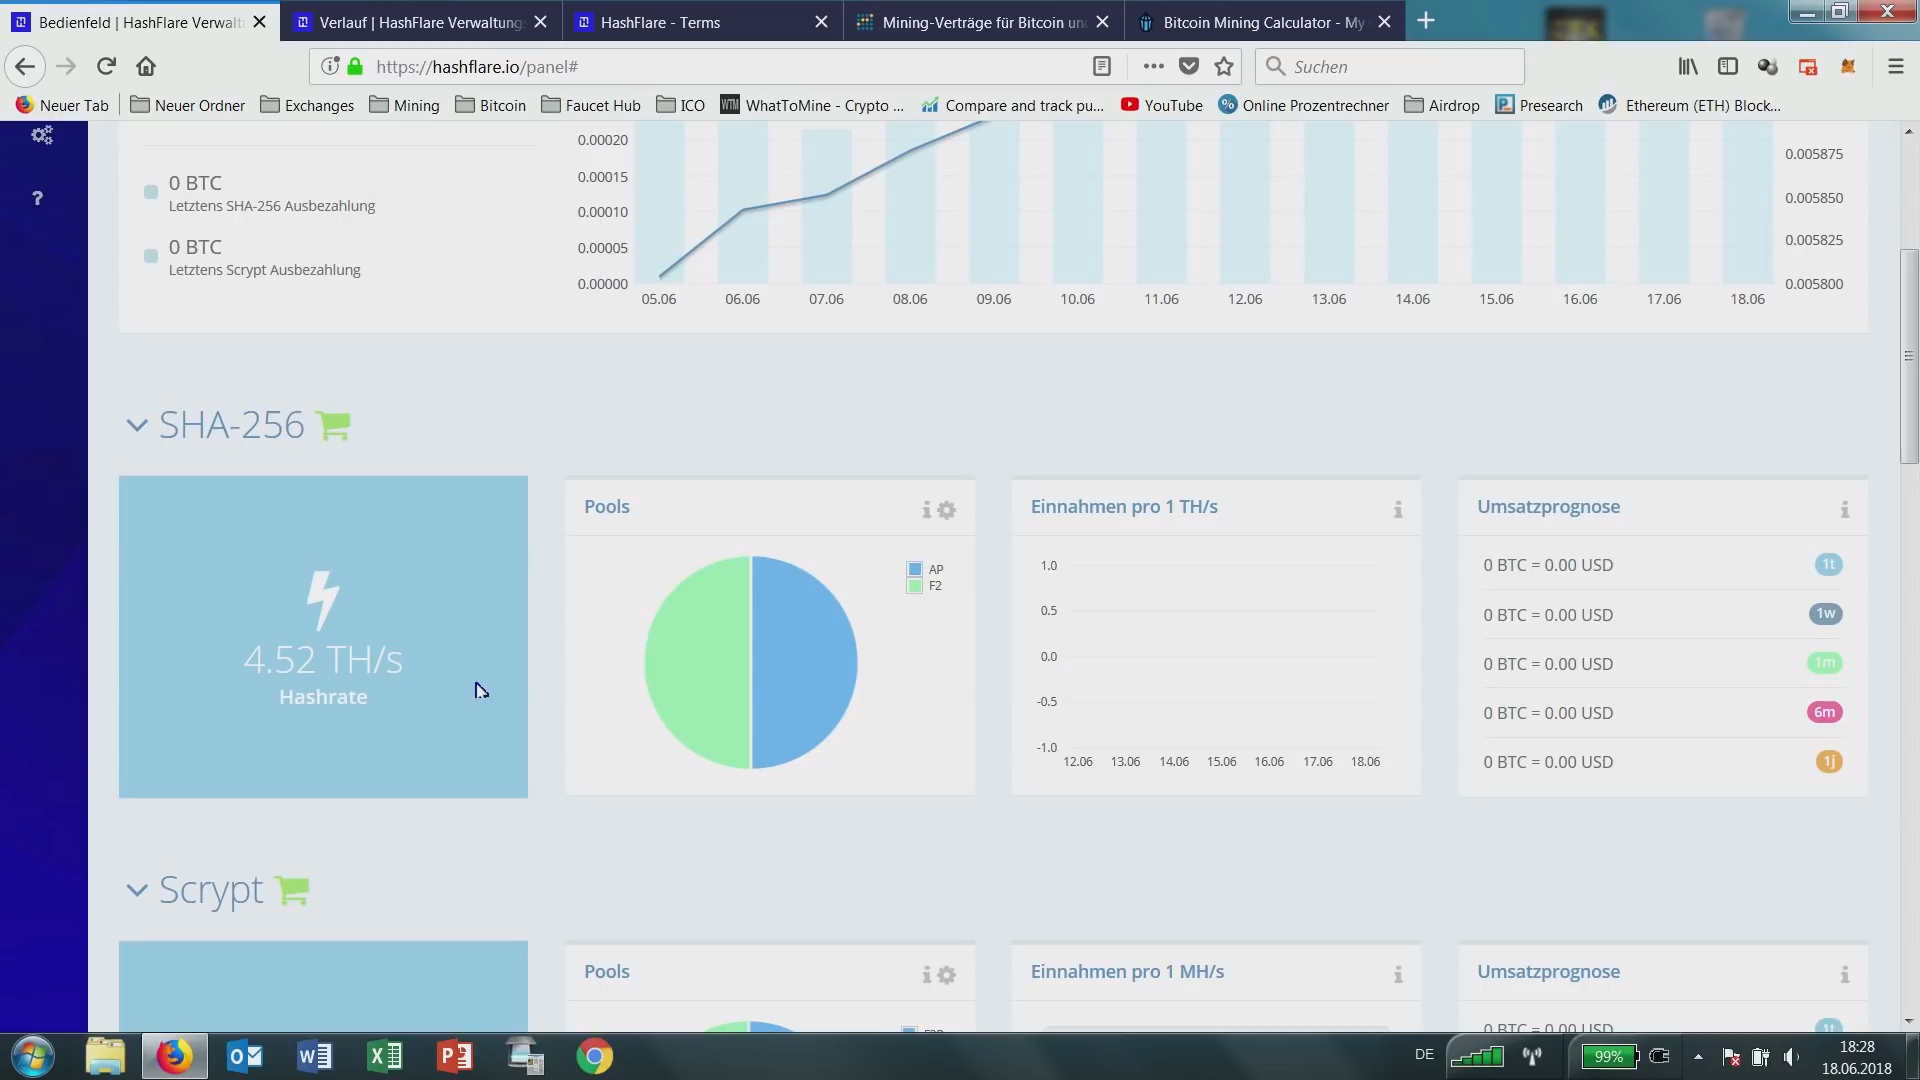 Bedienfeld | HashFlare Verwalt
Verlauf | HashFlare Verwaltungs
HashFlare - Terms
Mining-Verträge für Bitcoin un
Bitcoin Mining Calculator - My
https://hashflare.io/panel#
Suchen
Neuer Tab
Neuer Ordner
Exchanges
Mining
Bitcoin
Faucet Hub
ICO
WhatToMine - Crypto ...
Compare and track pu...
YouTube
Online Prozentrechner
Airdrop
Presearch
Ethereum (ETH) Block...
0 BTC
Letztens SHA-256 Ausbezahlung
0 BTC
Letztens Scrypt Ausbezahlung
0.00020
0.00015
0.00010
0.00005
0.00000
05.06 06.06 07.06 08.06 09.06 10.06 11.06 12.06 13.06 14.06 15.06 16.06 17.06 18.06
0.005875
0.005850
0.005825
0.005800
SHA-256
4.52 TH/s
Hashrate
Pools
AP
F2
Einnahmen pro 1 TH/s
1.0
0.5
0.0
-0.5
-1.0
12.06 13.06 14.06 15.06 16.06 17.06 18.06
Umsatzprognose
0 BTC = 0.00 USD 1t
0 BTC = 0.00 USD 1w
0 BTC = 0.00 USD 1m
0 BTC = 0.00 USD 6m
0 BTC = 0.00 USD 1j
Scrypt
Pools
Einnahmen pro 1 MH/s
Umsatzprognose
0 BTC = 0.00 USD 1t
DE
99%
18:28
18.06.2018